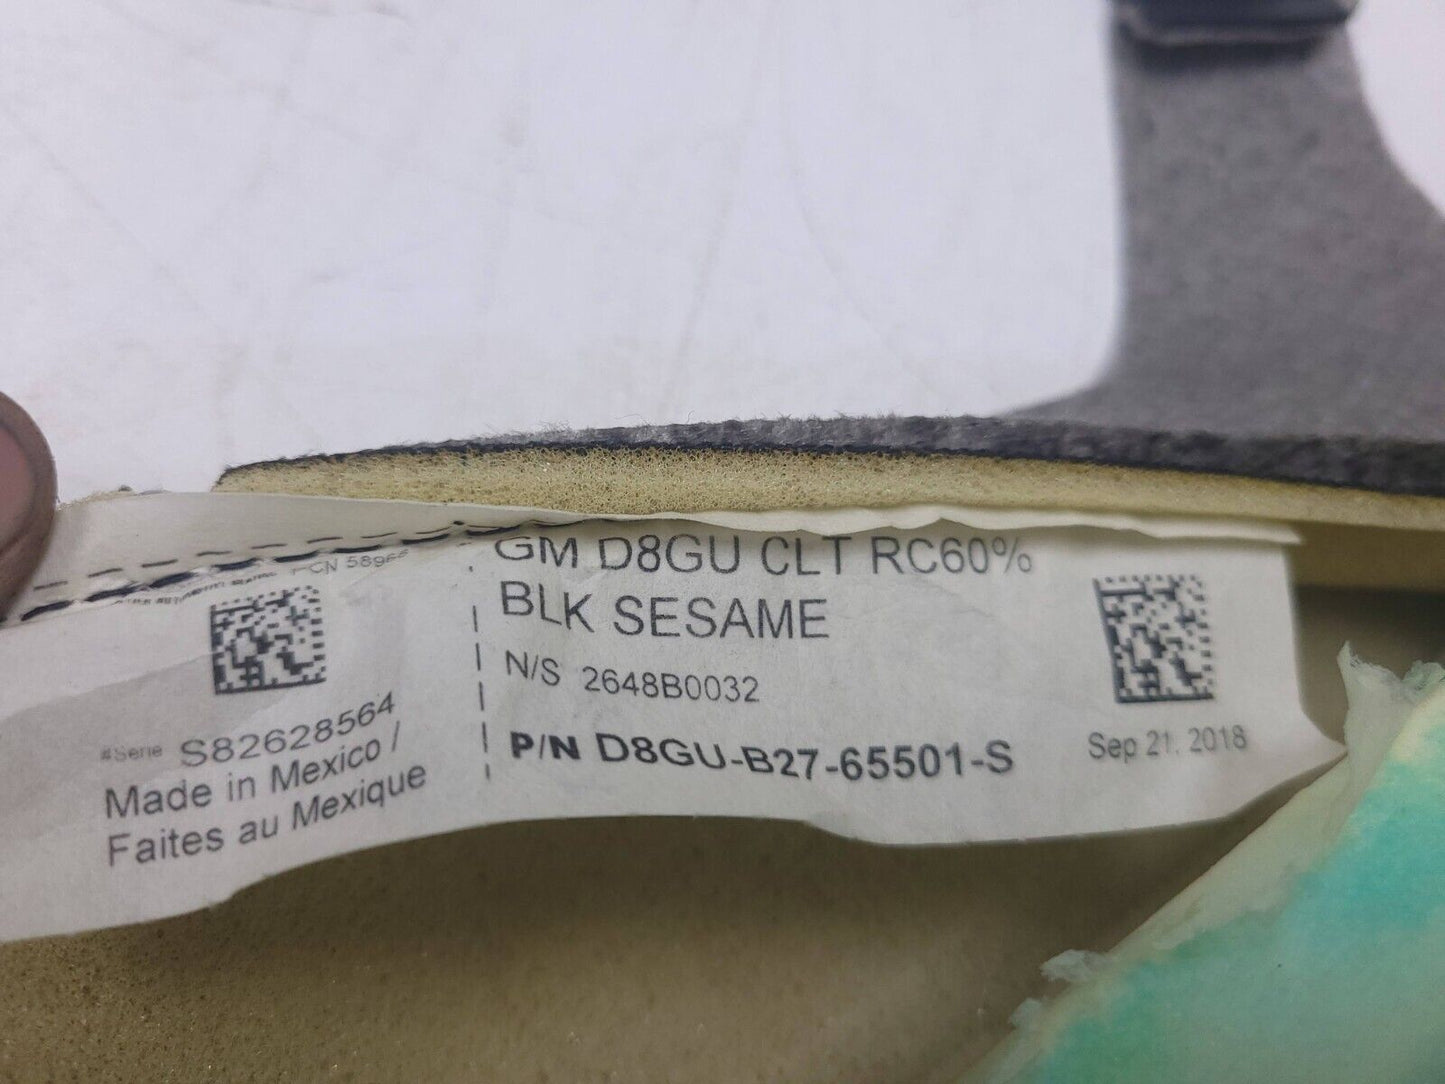 PCN
#Serie S82628564
Made in Mexico /
Faites au Mexique
GM D8GU CLT RC60%
BLK SESAME
N/S 2648B0032
P/N D8GU-B27-65501-S
Sep 21, 2018